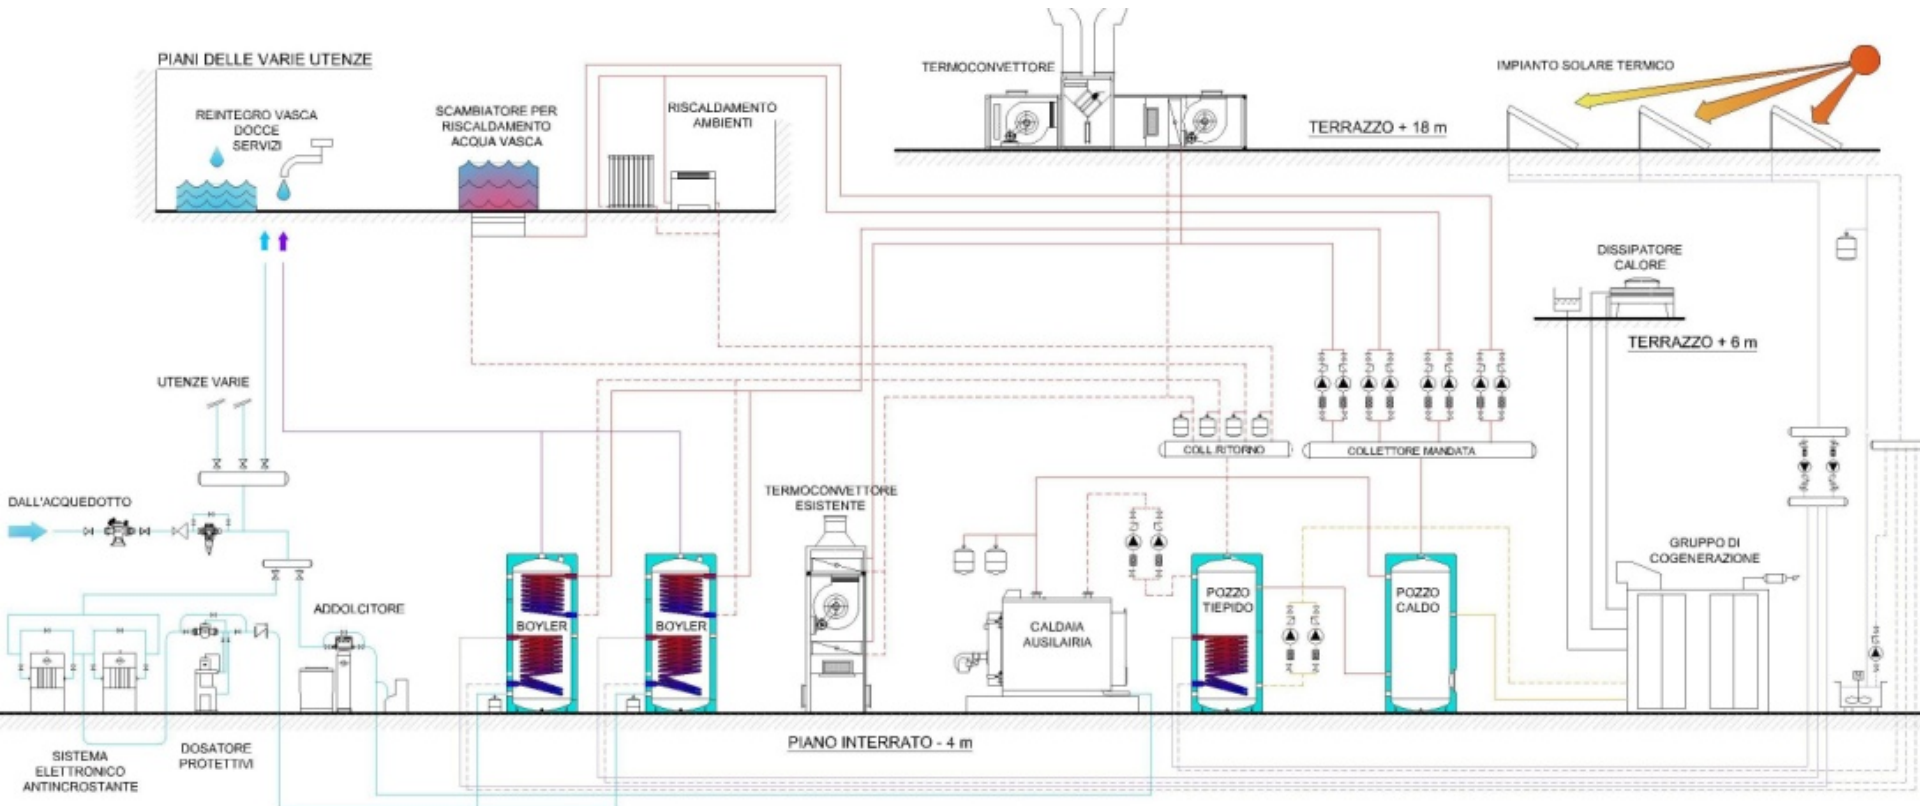 PIANI DELLE VARIE UTENZE
REINTEGRO VASCA
DOCCE
SERVIZI
SCAMBIATORE PER
RISCALDAMENTO
ACQUA VASCA
RISCALDAMENTO
AMBIENTI
TERMOCONVETTORE
TERRAZZO + 18 m
IMPIANTO SOLARE TERMICO
DISSIPATORE
CALORE
TERRAZZO + 6 m
UTENZE VARIE
DALL'ACQUEDOTTO
COLL.RITORNO
COLLETTORE MANDATA
TERMOCONVETTORE
ESISTENTE
ADDOLCITORE
BOYLER
BOYLER
CALDAIA
AUSILAIRIA
POZZO
TIEPIDO
POZZO
CALDO
GRUPPO DI
COGENERAZIONE
SISTEMA
ELETTRONICO
ANTINCROSTANTE
DOSATORE
PROTETTIVI
PIANO INTERRATO - 4 m